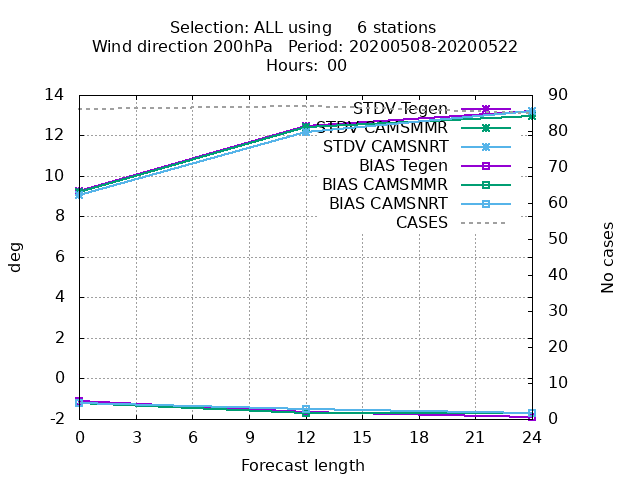 Selection: ALL using 6 stations
Wind direction 200hPa Period: 20200508-20200522
Hours: 00
14 90
12 80
10 70
8 60
6 50
4 40
2 30
0 20
-2 10
0
deg
No cases
STDV Tegen
STDV CAMSMMR
STDV CAMSNRT
BIAS Tegen
BIAS CAMSMMR
BIAS CAMSNRT
CASES
0 3 6 9 12 15 18 21 24
Forecast length